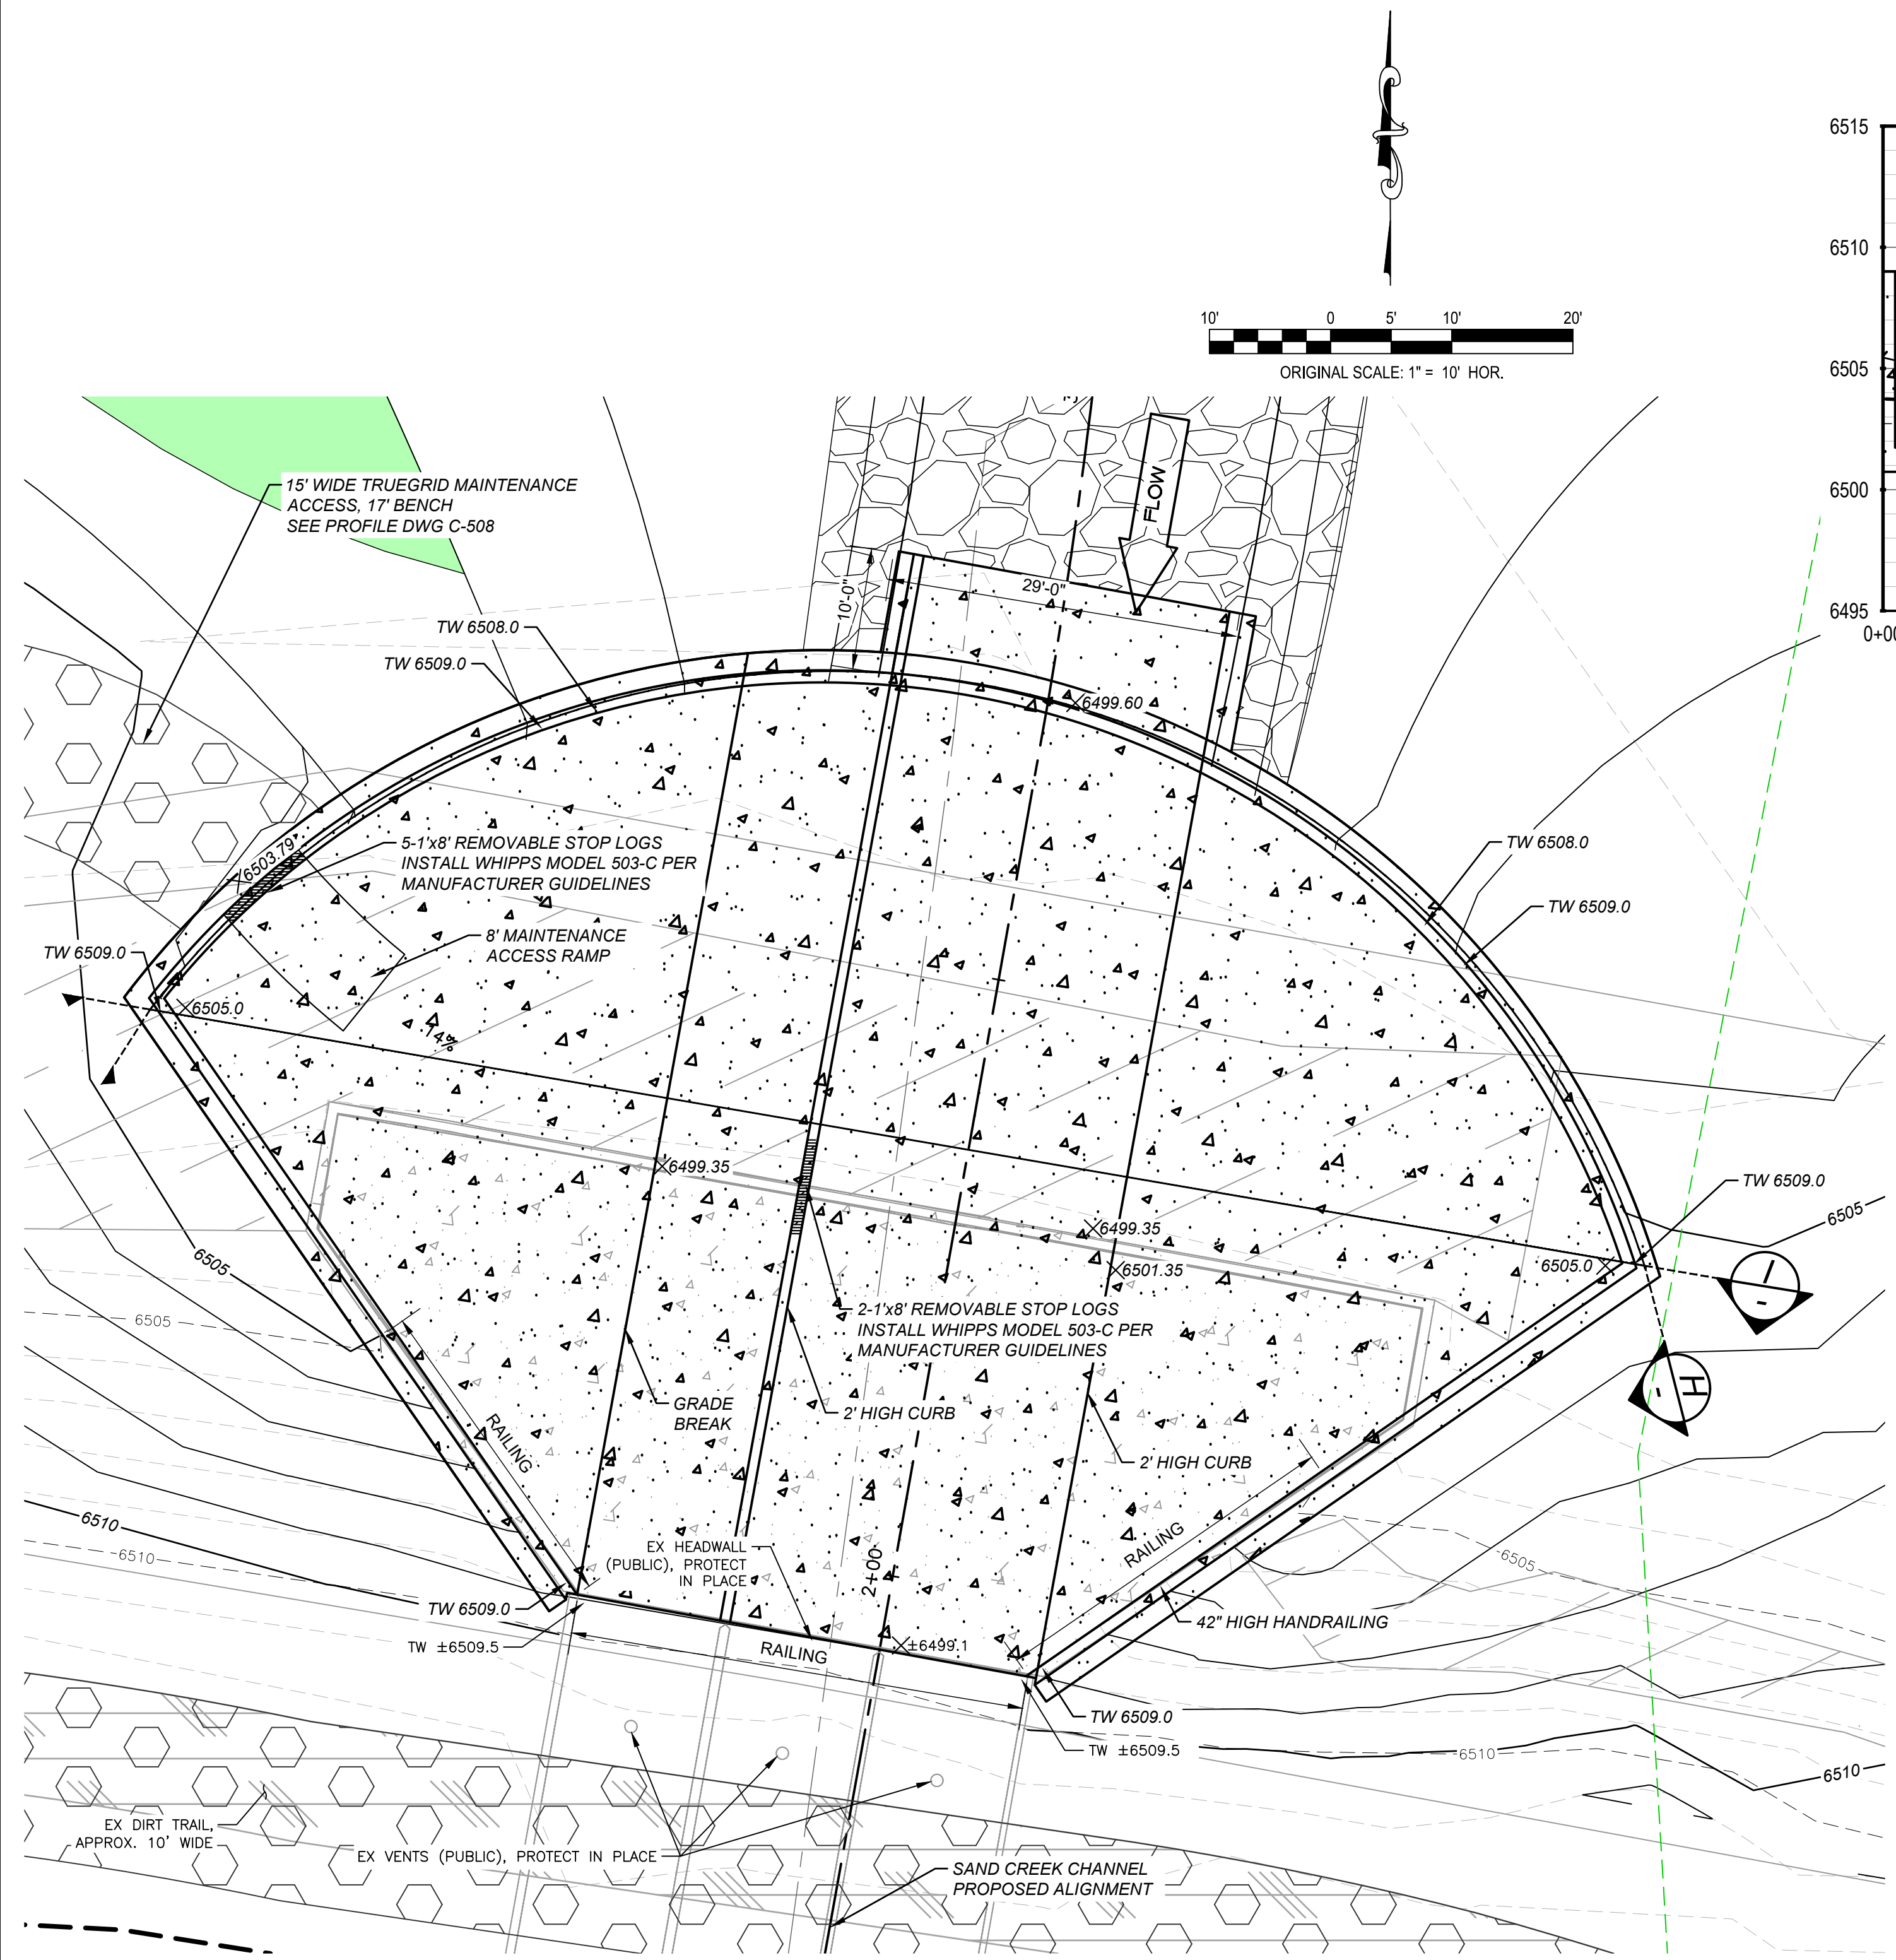 6515
6510
6505
6500
6495
0+00
10'
0
5'
10'
20'
ORIGINAL SCALE: 1" = 10' HOR.
15' WIDE TRUEGRID MAINTENANCE
ACCESS, 17' BENCH
SEE PROFILE DWG C-508
FLOW
29'-0"
10'-0"
TW 6508.0
TW 6509.0
6499.60
5-1'x8' REMOVABLE STOP LOGS
INSTALL WHIPPS MODEL 503-C PER
MANUFACTURER GUIDELINES
6503.79
TW 6508.0
TW 6509.0
8' MAINTENANCE
ACCESS RAMP
TW 6509.0
6505.0
14%
6499.35
TW 6509.0
6505
6499.35
6501.35
6505.0
6505
6505
I
-
H
-
2-1'x8' REMOVABLE STOP LOGS
INSTALL WHIPPS MODEL 503-C PER
MANUFACTURER GUIDELINES
GRADE
BREAK
2' HIGH CURB
RAILING
2' HIGH CURB
6510
6510
EX HEADWALL
(PUBLIC), PROTECT
IN PLACE
2+00
RAILING
6505
TW 6509.0
TW ±6509.5
RAILING
±6499.1
42" HIGH HANDRAILING
TW 6509.0
TW ±6509.5
6510
6510
EX DIRT TRAIL,
APPROX. 10' WIDE
EX VENTS (PUBLIC), PROTECT IN PLACE
SAND CREEK CHANNEL
PROPOSED ALIGNMENT